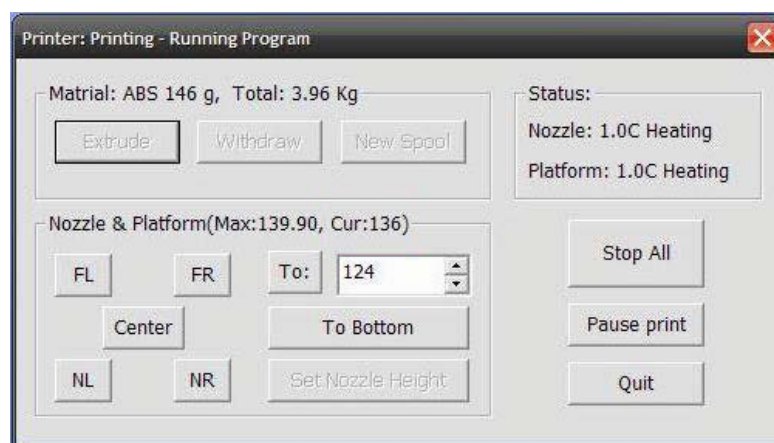 Printer: Printing - Running Program
Matrial: ABS 146 g, Total: 3.96 Kg
Extrude Withdraw New Spool
Status:
Nozzle: 1.0C Heating
Platform: 1.0C Heating
Nozzle & Platform(Max:139.90, Cur:136)
FL FR To: 124
Center To Bottom
NL NR Set Nozzle Height
Stop All
Pause print
Quit